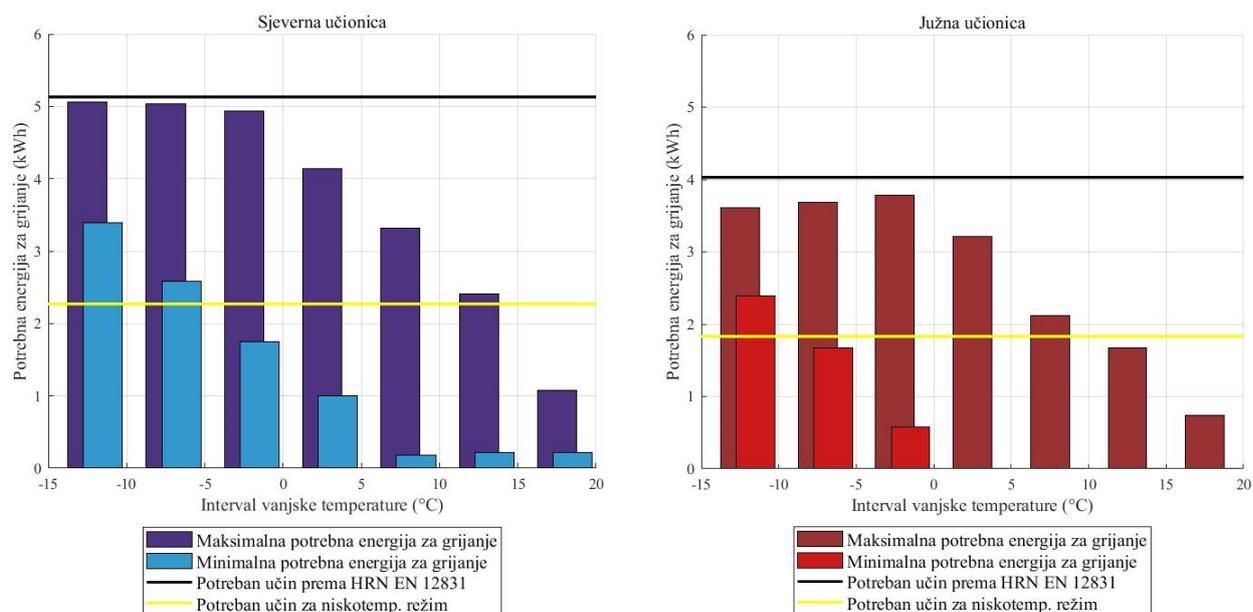 Sjeverna učionica
Potrebna energija za grijanje (kWh)
6
5
4
3
2
1
0
-15 -10 -5 0 5 10 15 20
Interval vanjske temperature (°C)
Maksimalna potrebna energija za grijanje
Minimalna potrebna energija za grijanje
Potreban učin prema HRN EN 12831
Potreban učin za niskotemp. režim
Južna učionica
Potrebna energija za grijanje (kWh)
6
5
4
3
2
1
0
-15 -10 -5 0 5 10 15 20
Interval vanjske temperature (°C)
Maksimalna potrebna energija za grijanje
Minimalna potrebna energija za grijanje
Potreban učin prema HRN EN 12831
Potreban učin za niskotemp. režim